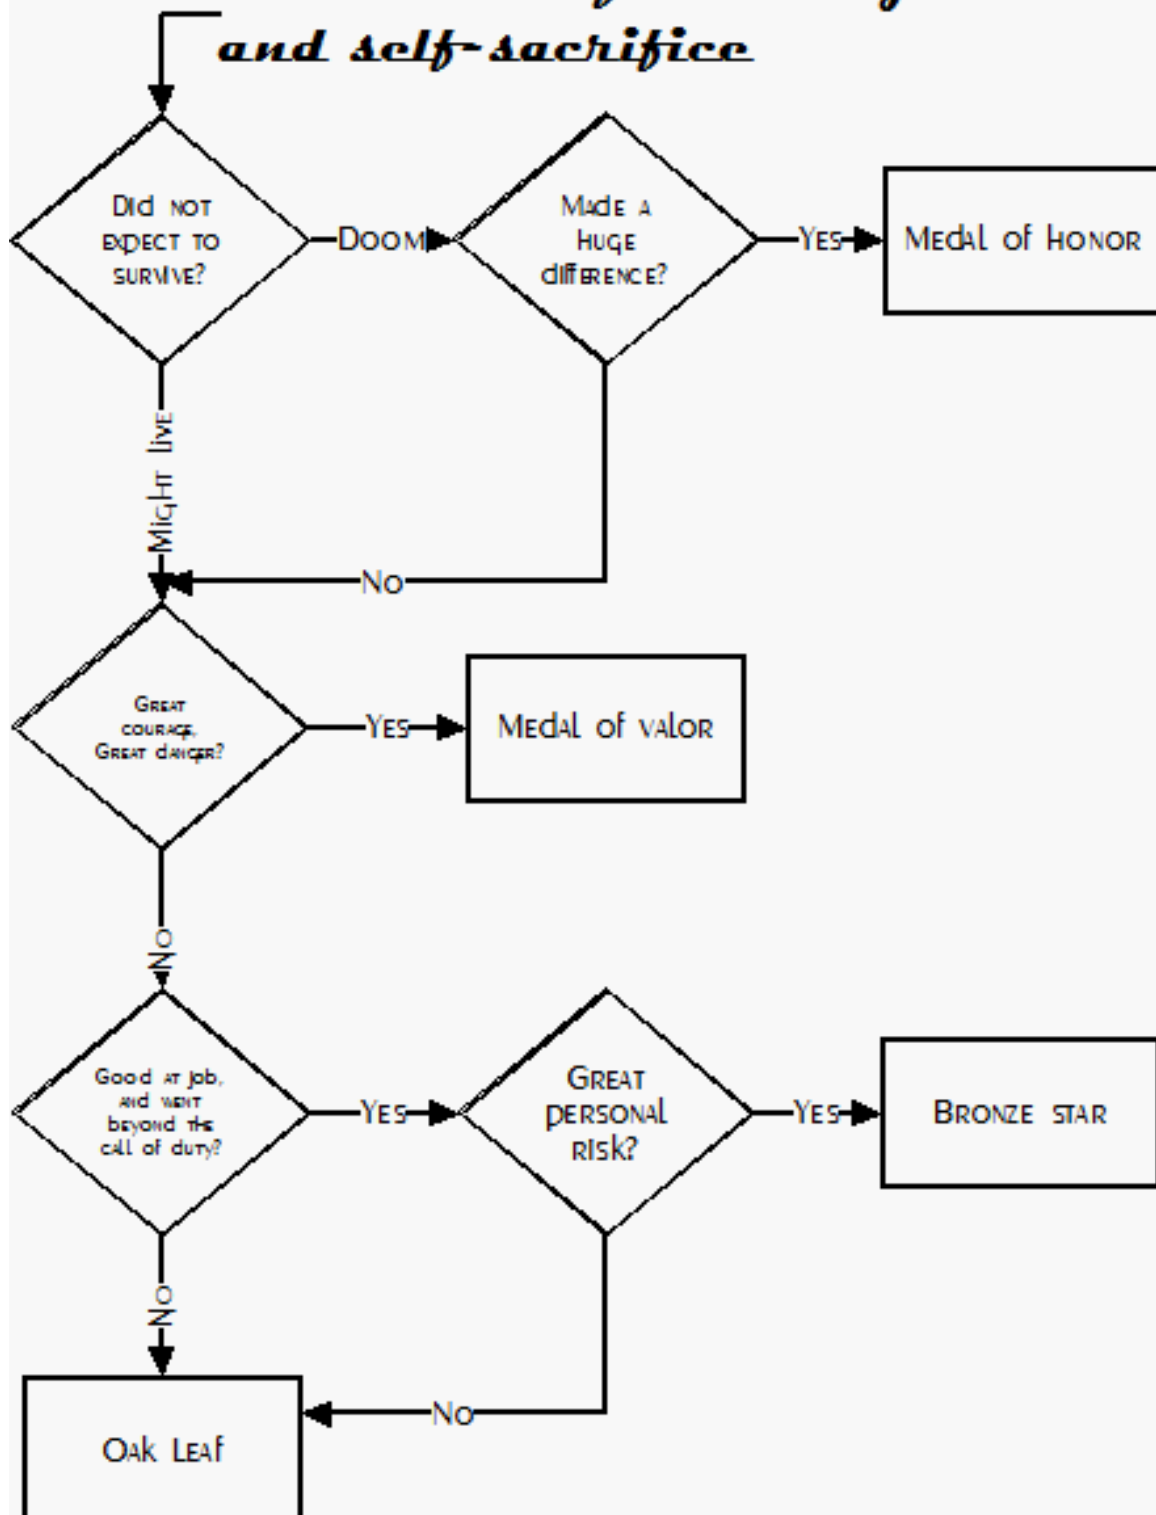 and self-sacrifice
Did not
expect to
survive?
Doom
Made a
huge
difference?
Yes
Medal of honor
Might live
No
Great
courage,
Great danger?
Yes
Medal of valor
No
Good at job,
and went
beyond the
call of duty?
Yes
Great
personal
risk?
Yes
Bronze star
No
No
Oak Leaf